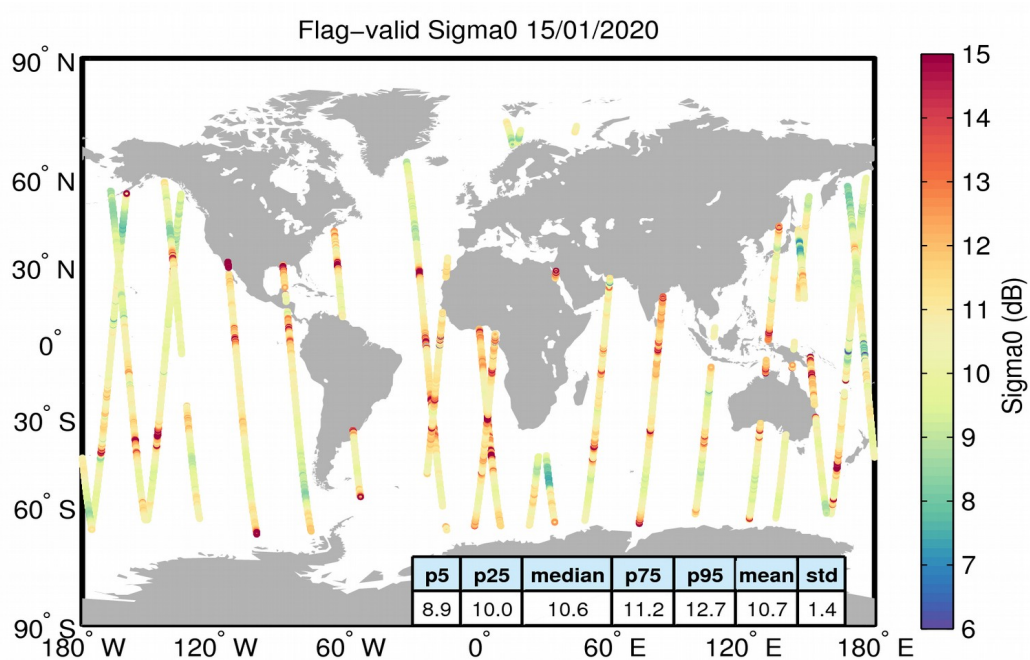 Flag−valid Sigma0 15/01/2020
90° N
60° N
30° N
0°
30° S
60° S
90° S
180° W
120° W
60° W
0°
60° E
120° E
180° E
p5 p25 median p75 p95 mean std
8.9 10.0 10.6 11.2 12.7 10.7 1.4
15
14
13
12
11
10
9
8
7
6
Sigma0 (dB)